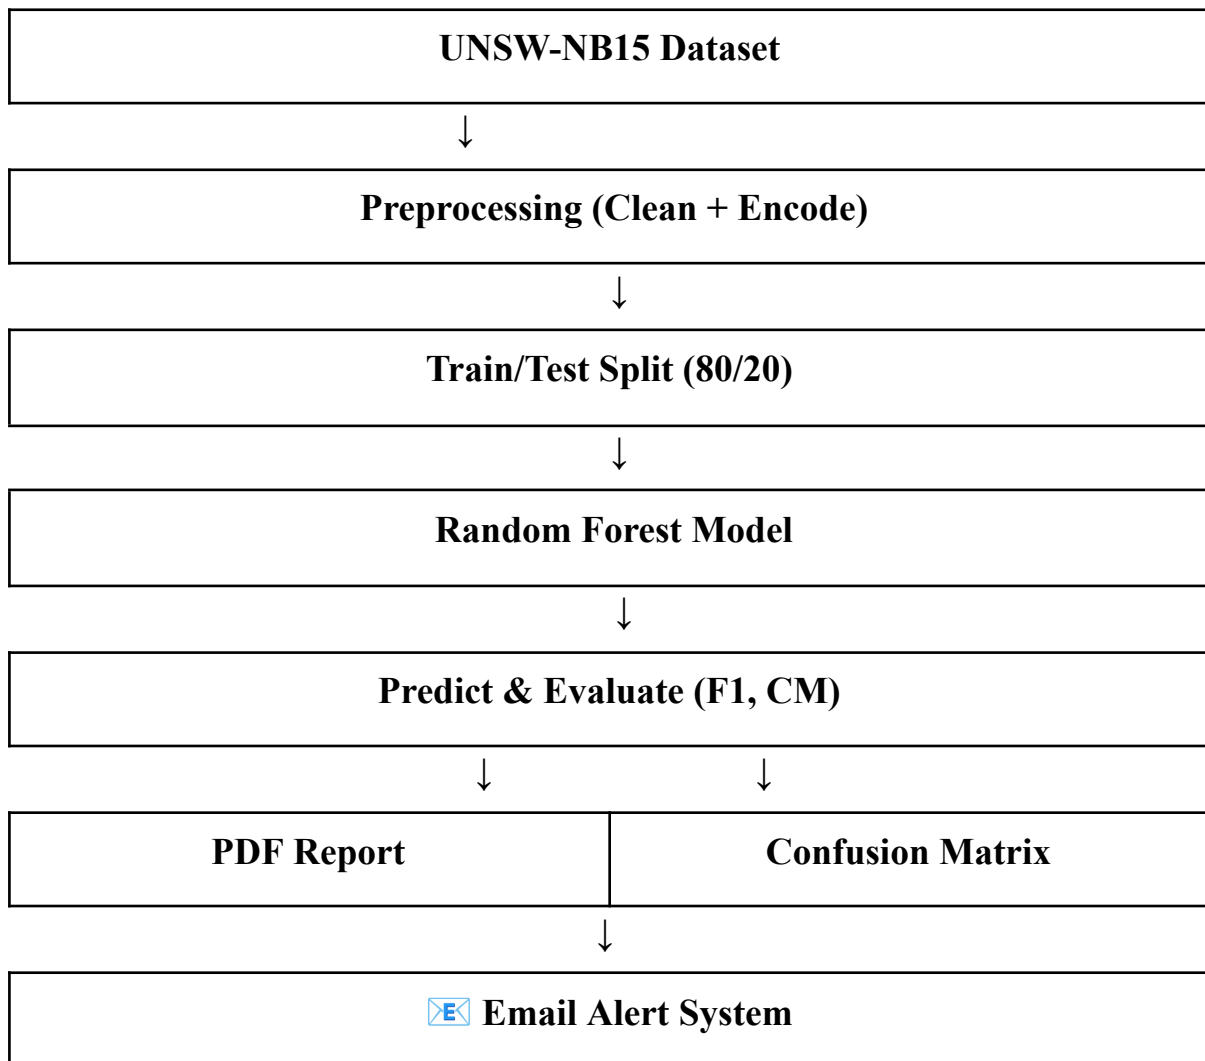 UNSW-NB15 Dataset
↓
Preprocessing (Clean + Encode)
↓
Train/Test Split (80/20)
↓
Random Forest Model
↓
Predict & Evaluate (F1, CM)
↓ ↓
PDF Report Confusion Matrix
↓
📧 Email Alert System